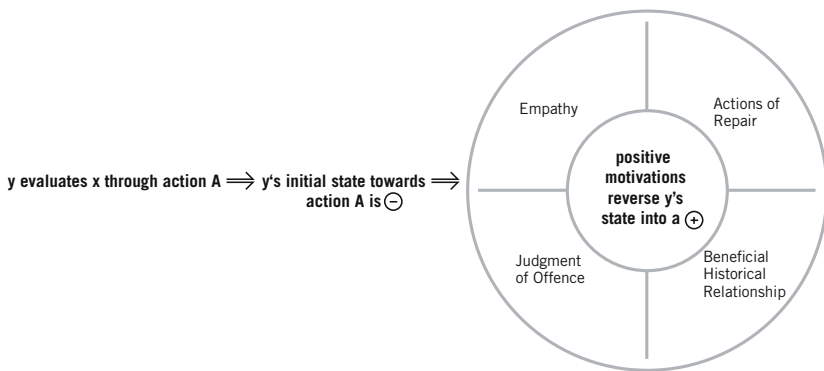 Empathy
Actions of
Repair
y evaluates x through action A ⟹ y‘s initial state towards ⟹
action A is ⊖
positive
motivations
reverse y’s
state into a ⊕
Judgment
of Offence
Beneficial
Historical
Relationship